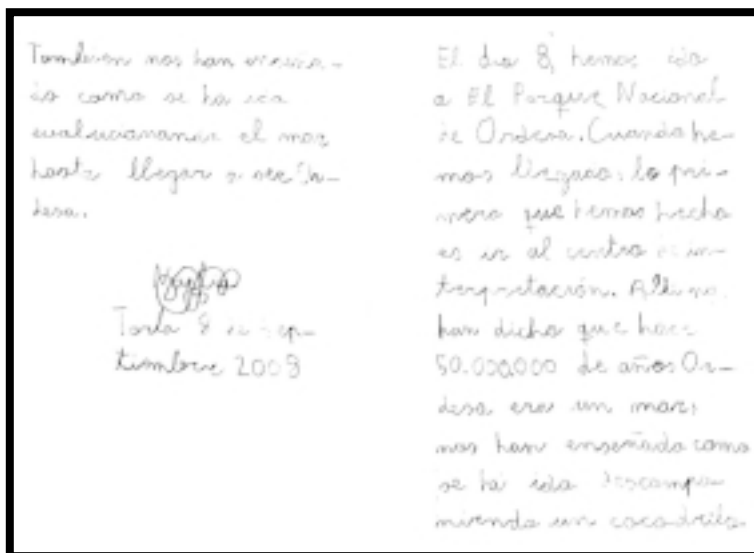 Tambien nos han enseña-
do como se ha ido
evolucionando el mar
hasta llegar a ser Or-
desa.
Torla 8 de sep-
tiembre
El dia 8, hemos ido
a El Parque Nacional
de Ordesa. Cuando he-
mos llegado, lo pri-
mero que hemos hecho
es ir al centro de in-
terpretación. Alli nos
han dicho que hace
50.000.000 de años Or-
desa era un mar,
nos han enseñado como
se ha ido descompo-
niendo un cocodrilo